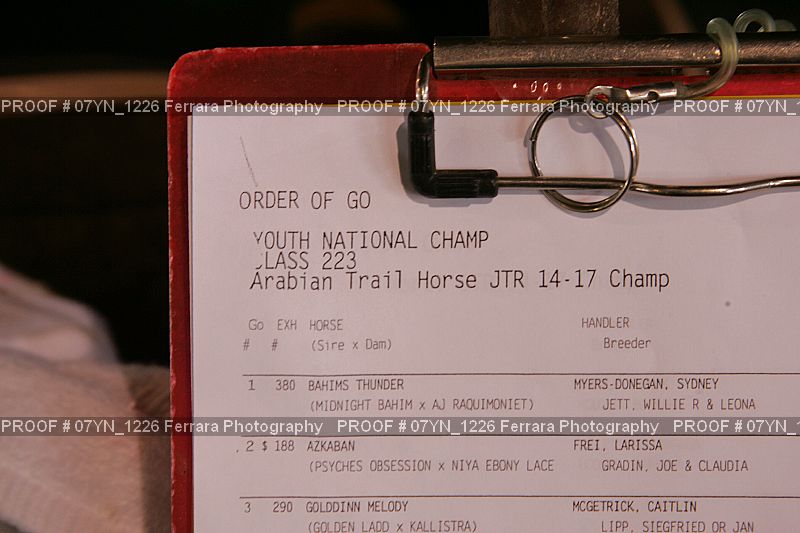 PROOF # 07YN_1226 Ferrara Photography PROOF # 07YN_1226 Ferrara Photography PROOF # 07YN_1
ORDER OF GO
YOUTH NATIONAL CHAMP
CLASS 223
Arabian Trail Horse JTR 14-17 Champ
Go EXH HORSE HANDLER
# # (Sire x Dam) Breeder
1 380 BAHIMS THUNDER MYERS-DONEGAN, SYDNEY
(MIDNIGHT BAHIM x AJ RAQUIMONIET) JETT, WILLIE R & LEONA
PROOF # 07YN_1226 Ferrara Photography PROOF # 07YN_1226 Ferrara Photography PROOF # 07YN_1
2 $ 188 AZKABAN FREI, LARISSA
(PSYCHES OBSESSION x NIYA EBONY LACE GRADIN, JOE & CLAUDIA
3 290 GOLDDINN MELODY MCGETRICK, CAITLIN
(GOLDEN LADD x KALLISTRA) LIPP, SIEGFRIED OR JAN